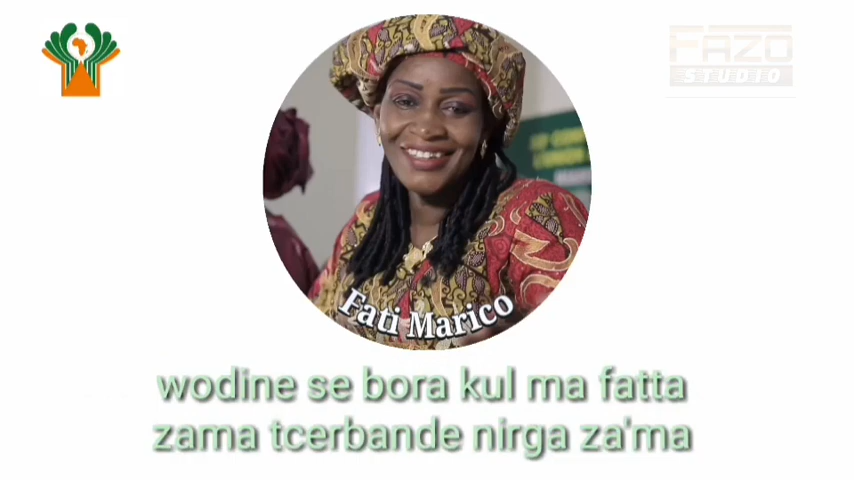 FAZO
STUDIO
Fati Marico
wodine se bora kul ma fatta
zama tcerbande nirga za'ma